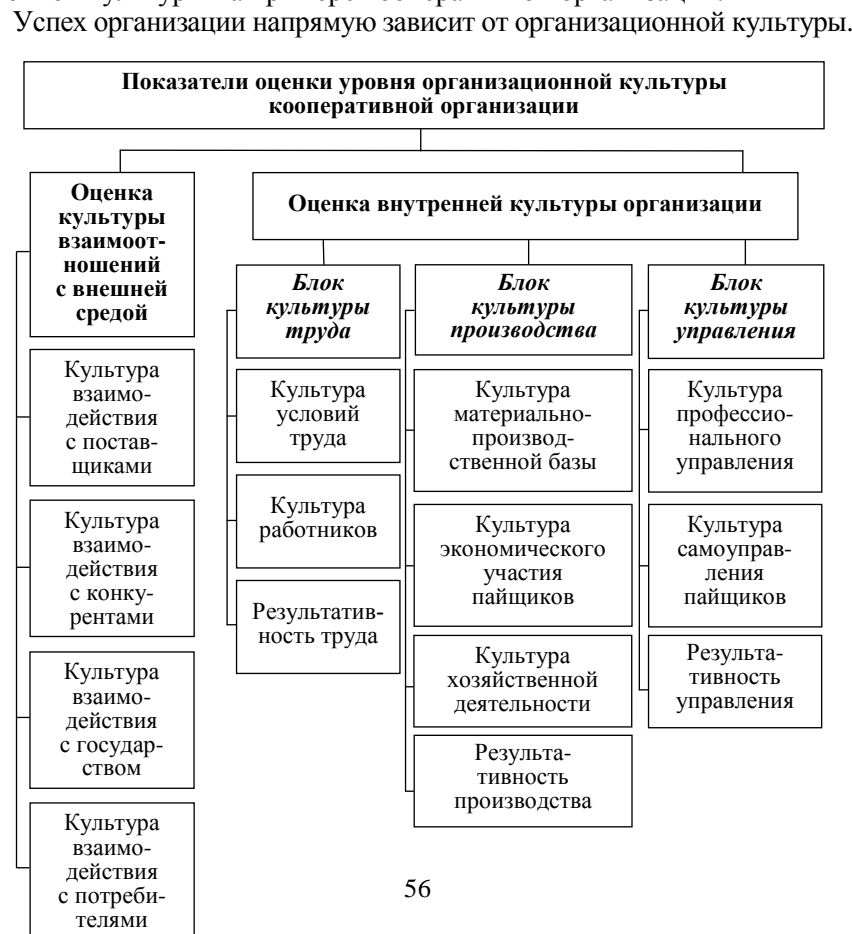 Успех организации напрямую зависит от организационной культуры.
Показатели оценки уровня организационной культуры
кооперативной организации
Оценка
культуры
взаимоот-
ношений
с внешней
средой
Оценка внутренней культуры организации
Блок
культуры
труда
Блок
культуры
производства
Блок
культуры
управления
Культура
взаимо-
действия
с постав-
щиками
Культура
взаимо-
действия
с конку-
рентами
Культура
взаимо-
действия
с государ-
ством
Культура
взаимо-
действия
с потреби-
телями
Культура
условий
труда
Культура
работников
Результатив-
ность труда
Культура
материально-
производ-
ственной базы
Культура
экономического
участия
пайщиков
Культура
хозяйственной
деятельности
Результа-
тивность
производства
Культура
профессио-
нального
управления
Культура
самоуправ-
ления
пайщиков
Результа-
тивность
управления
56